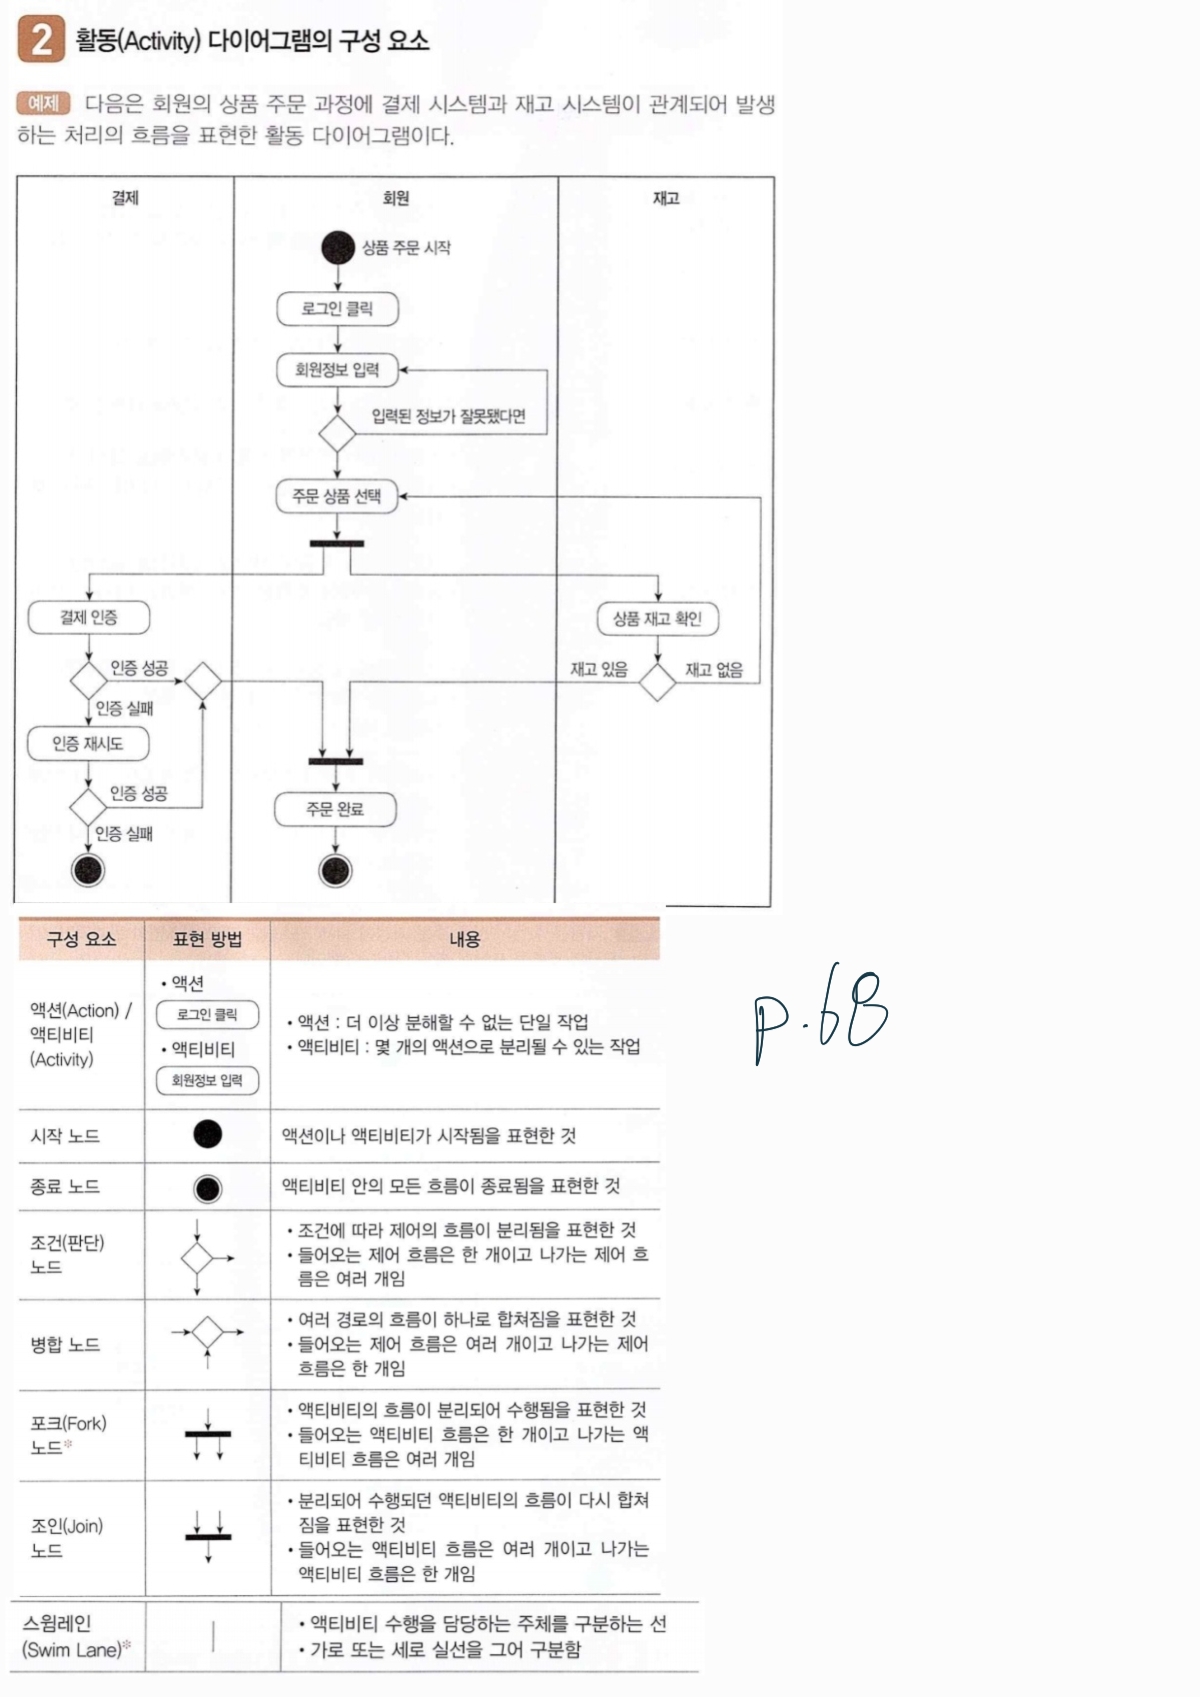 2 활동(Activity) 다이어그램의 구성 요소
예제 다음은 회원의 상품 주문 과정에 결제 시스템과 재고 시스템이 관계되어 발생
하는 처리의 흐름을 표현한 활동 다이어그램이다.
결제 회원 재고
상품 주문 시작
로그인 클릭
회원정보 입력
입력된 정보가 잘못됐다면
주문 상품 선택
결제 인증 상품 재고 확인
인증 성공 재고 있음 재고 없음
인증 실패
인증 재시도
인증 성공 주문 완료
인증 실패
구성 요소 표현 방법 내용
액션(Action) /
액티비티
(Activity)
• 액션
로그인 클릭
• 액티비티
회원정보 입력
• 액션 : 더 이상 분해할 수 없는 단일 작업
• 액티비티 : 몇 개의 액션으로 분리될 수 있는 작업
p.68
시작 노드 액션이나 액티비티가 시작됨을 표현한 것
종료 노드 액티비티 안의 모든 흐름이 종료됨을 표현한 것
조건(판단)
노드
• 조건에 따라 제어의 흐름이 분리됨을 표현한 것
• 들어오는 제어 흐름은 한 개이고 나가는 제어 흐
름은 여러 개임
병합 노드
• 여러 경로의 흐름이 하나로 합쳐짐을 표현한 것
• 들어오는 제어 흐름은 여러 개이고 나가는 제어
흐름은 한 개임
포크(Fork)
노드※
• 액티비티의 흐름이 분리되어 수행됨을 표현한 것
• 들어오는 액티비티 흐름은 한 개이고 나가는 액
티비티 흐름은 여러 개임
조인(Join)
노드
• 분리되어 수행되던 액티비티의 흐름이 다시 합쳐
짐을 표현한 것
• 들어오는 액티비티 흐름은 여러 개이고 나가는
액티비티 흐름은 한 개임
스윔레인
(Swim Lane)※
• 액티비티 수행을 담당하는 주체를 구분하는 선
• 가로 또는 세로 실선을 그어 구분함